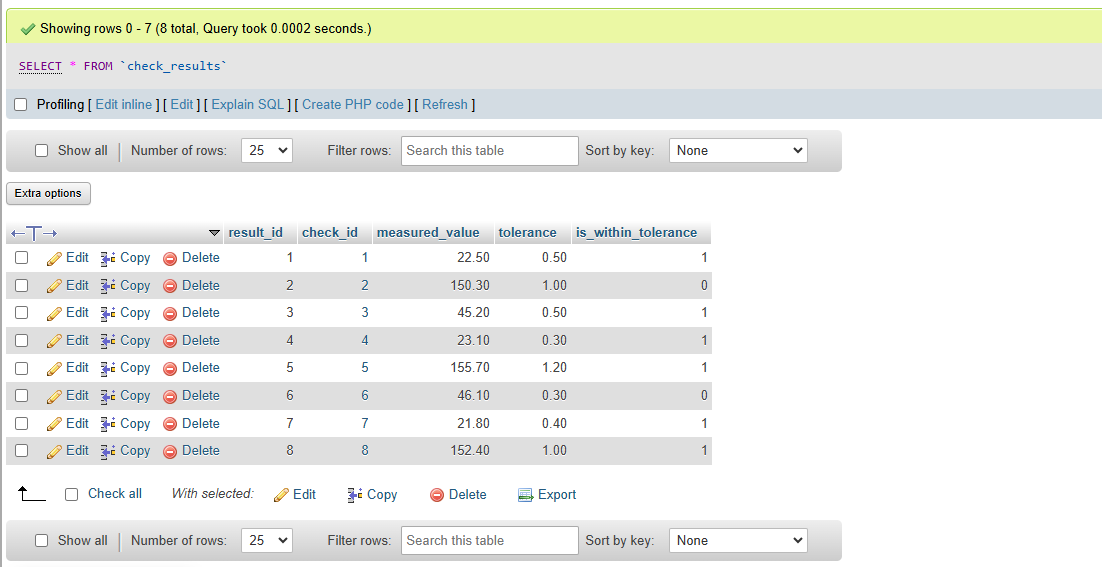 Showing rows 0 - 7 (8 total, Query took 0.0002 seconds.)
SELECT * FROM `check_results`
Profiling [ Edit inline ] [ Edit ] [ Explain SQL ] [ Create PHP code ] [ Refresh ]
Show all | Number of rows: 25 Filter rows: Search this table Sort by key: None
Extra options
←T→ result_id check_id measured_value tolerance is_within_tolerance
Edit Copy Delete 1 1 22.50 0.50 1
Edit Copy Delete 2 2 150.30 1.00 0
Edit Copy Delete 3 3 45.20 0.50 1
Edit Copy Delete 4 4 23.10 0.30 1
Edit Copy Delete 5 5 155.70 1.20 1
Edit Copy Delete 6 6 46.10 0.30 0
Edit Copy Delete 7 7 21.80 0.40 1
Edit Copy Delete 8 8 152.40 1.00 1
Check all With selected: Edit Copy Delete Export
Show all | Number of rows: 25 Filter rows: Search this table Sort by key: None